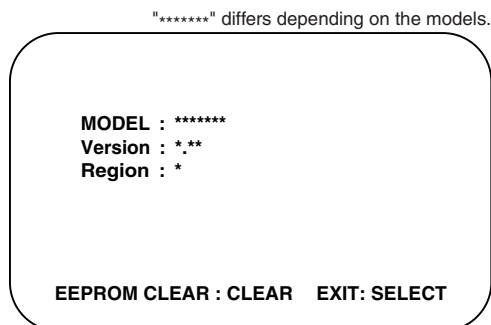 "*******" differs depending on the models.
MODEL : *******
Version : *.**
Region : *
EEPROM CLEAR : CLEAR EXIT: SELECT